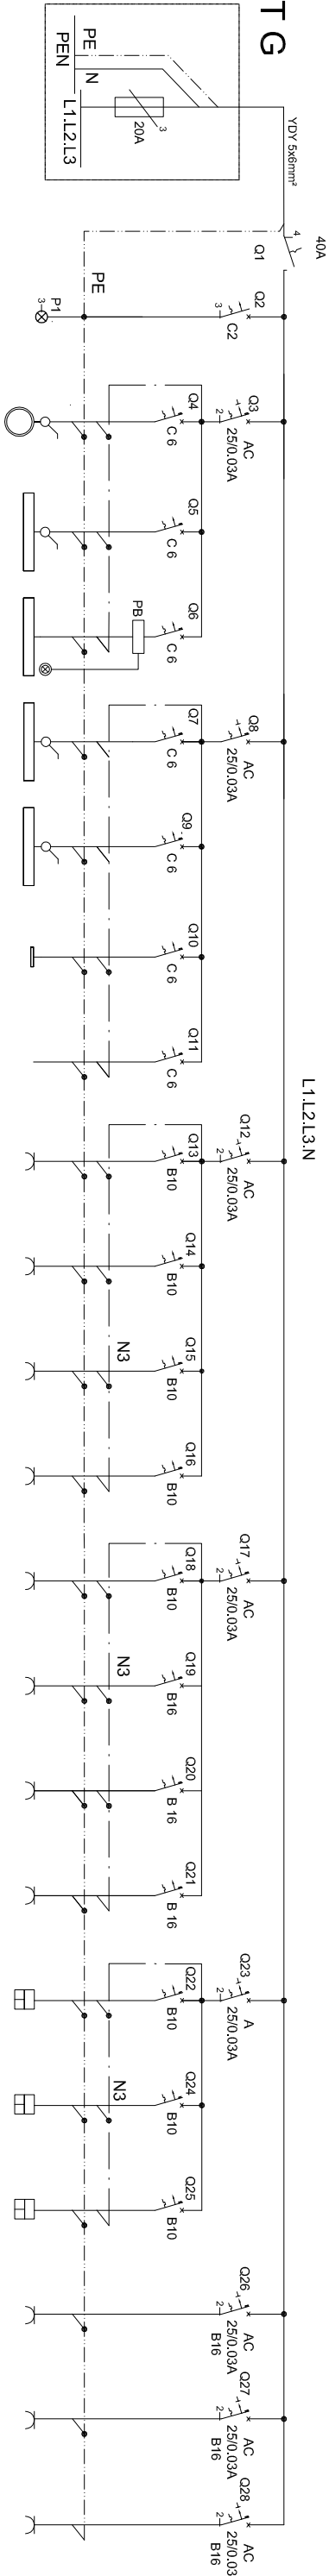 T G
PE
PEN
N
L1.L2.L3
3
20A
YDY 5x6mm²
4
40A
Q1
PE
P1
3
Q2
3
C2
Q3
2
AC
25/0.03A
Q4
C 6
Q5
C 6
Q6
C 6
PB
Q8
2
AC
25/0.03A
Q7
C 6
Q9
C 6
Q10
C 6
Q11
C 6
L1.L2.L3.N
Q12
2
AC
25/0.03A
Q13
B10
Q14
B10
Q15
B10
N3
Q16
B10
Q17
2
AC
25/0.03A
Q18
B10
Q19
B16
N3
Q20
B 16
Q21
B 16
Q23
2
A
25/0.03A
Q22
B10
Q24
B10
N3
Q25
B10
Q26
2
AC
25/0.03A
B16
Q27
2
AC
25/0.03A
B16
Q28
2
AC
25/0.03
B16